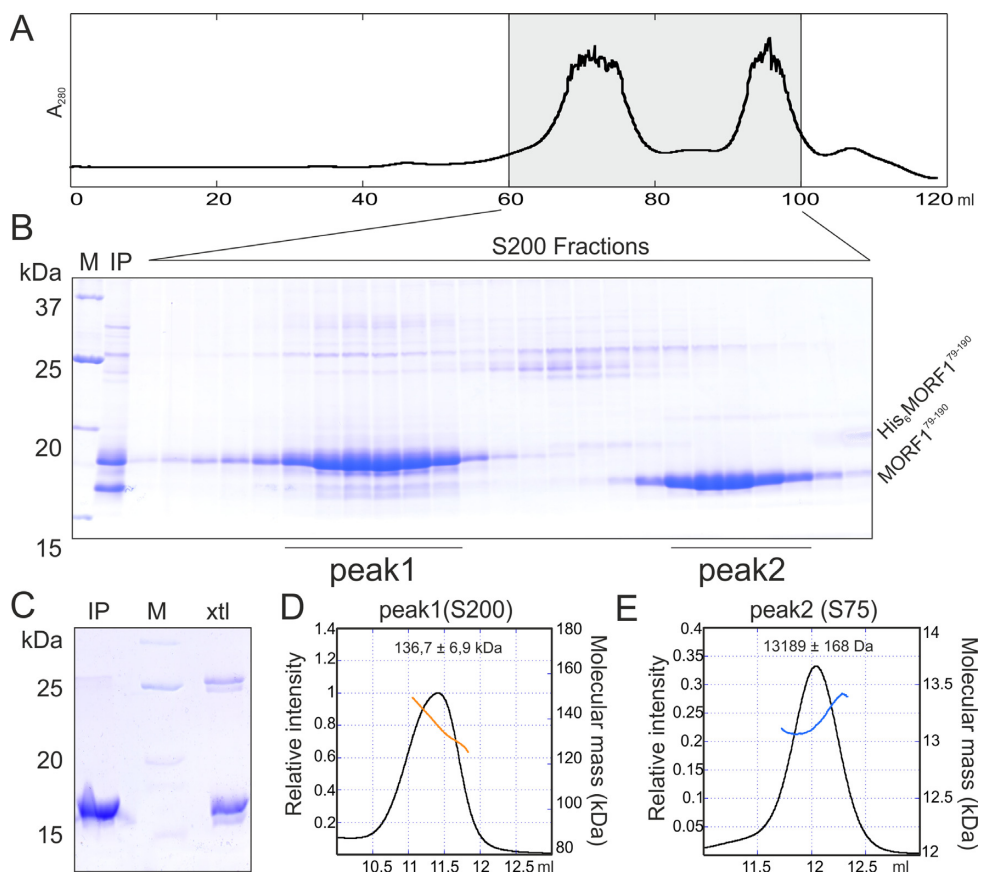 A
A280
0 20 40 60 80 100 120 ml
B
S200 Fractions
kDa M IP
37
25
20
15
His6MORF1 79-190
MORF1 79-190
peak1 peak2
C
IP M xtl
kDa
25
20
15
D
peak1(S200)
136,7 ± 6,9 kDa
Relative intensity
1.4
1.2
1
0.8
0.6
0.4
0.2
180
160
140
120
100
80
Molecular mass (kDa)
10.5 11 11.5 12 12.5 ml
E
peak2 (S75)
13189 ± 168 Da
Relative intensity
0.4
0.35
0.3
0.25
0.2
0.15
0.1
0.05
14
13.5
13
12.5
12
Molecular mass (kDa)
11.5 12 12.5 ml